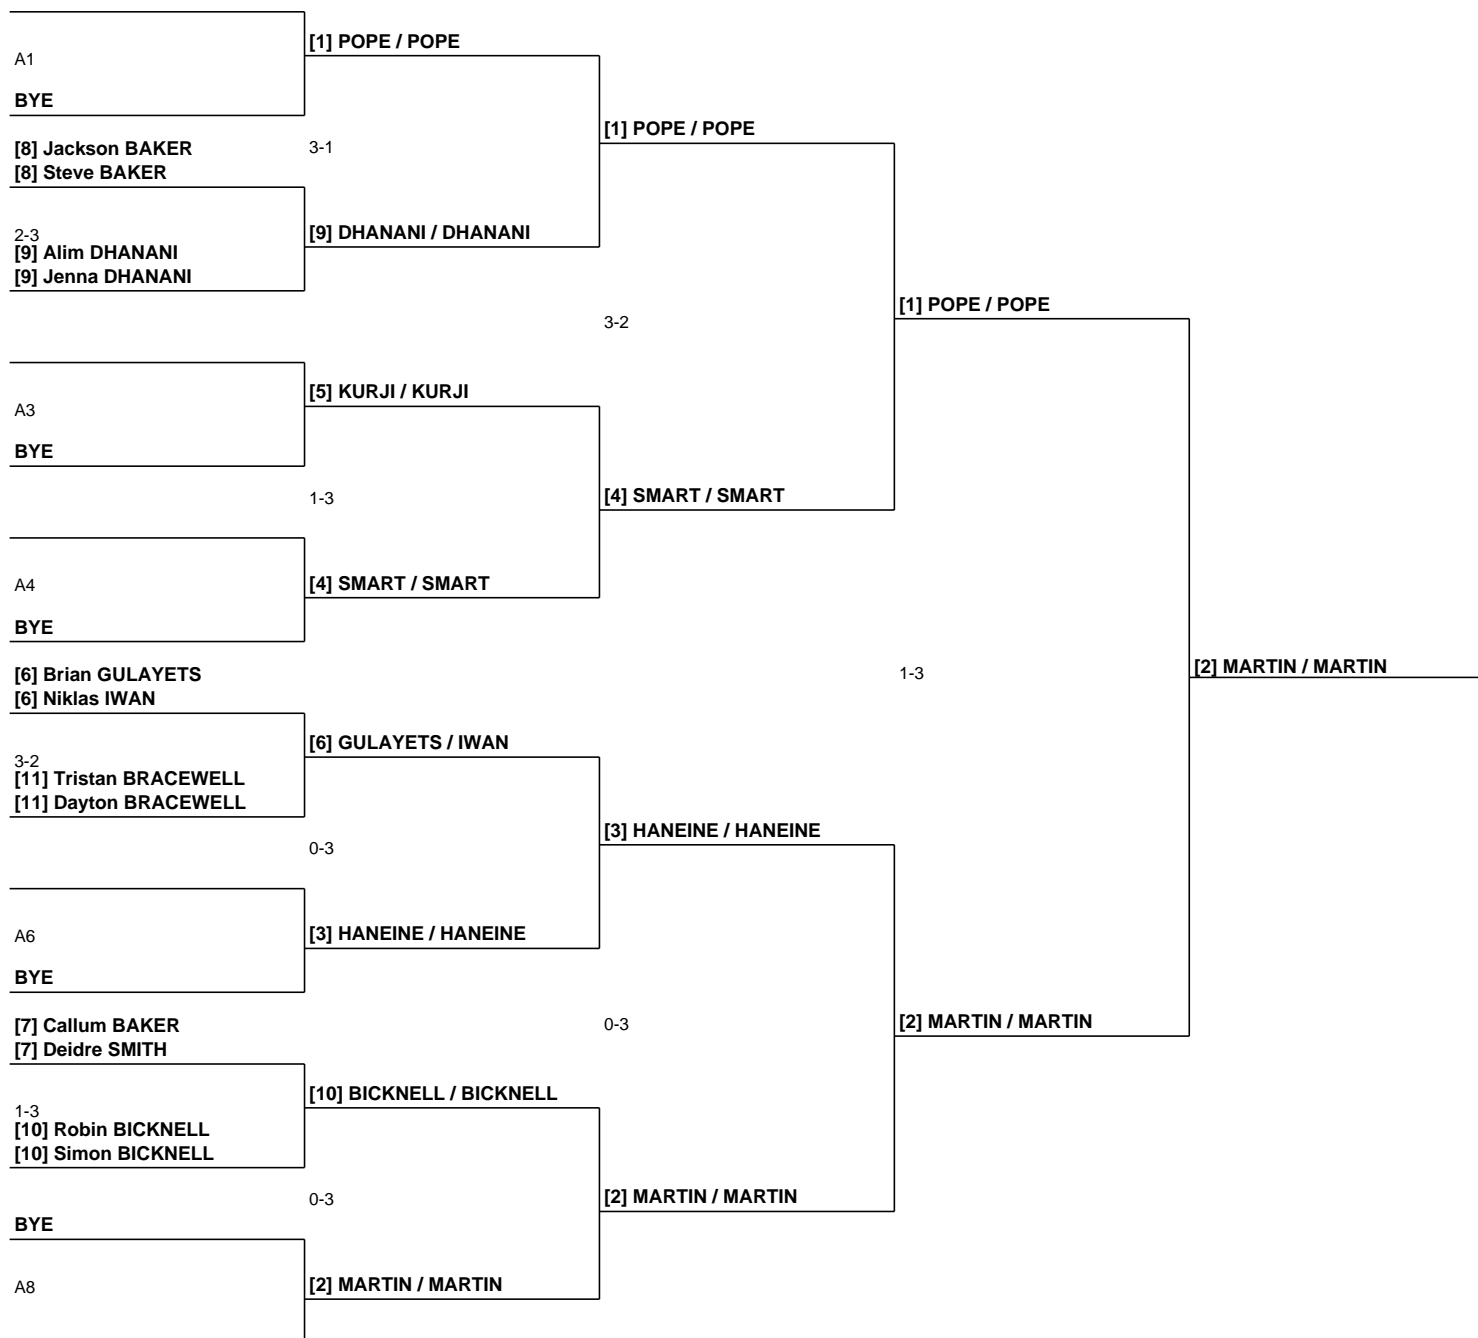 [1] POPE / POPE
A1
BYE
[1] POPE / POPE
[8] Jackson BAKER
3-1
[8] Steve BAKER
2-3
[9] DHANANI / DHANANI
[9] Alim DHANANI
[9] Jenna DHANANI
[1] POPE / POPE
3-2
[5] KURJI / KURJI
A3
BYE
1-3
[4] SMART / SMART
A4
[4] SMART / SMART
BYE
[6] Brian GULAYETS
1-3
[2] MARTIN / MARTIN
[6] Niklas IWAN
[6] GULAYETS / IWAN
3-2
[11] Tristan BRACEWELL
[11] Dayton BRACEWELL
[3] HANEINE / HANEINE
0-3
A6
[3] HANEINE / HANEINE
BYE
[7] Callum BAKER
0-3
[2] MARTIN / MARTIN
[7] Deidre SMITH
[10] BICKNELL / BICKNELL
1-3
[10] Robin BICKNELL
[10] Simon BICKNELL
0-3
[2] MARTIN / MARTIN
BYE
A8
[2] MARTIN / MARTIN